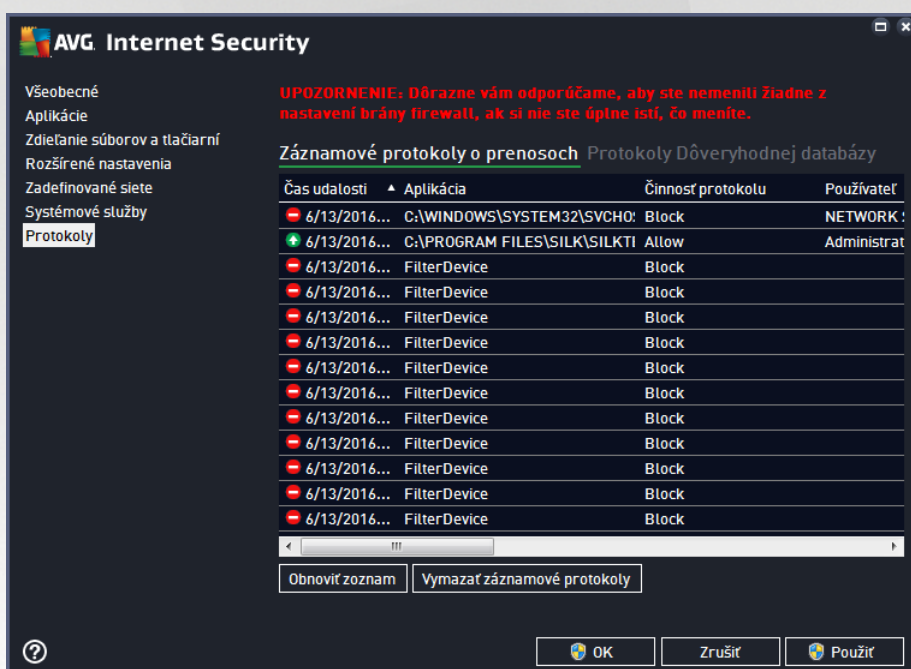 AVG Internet Security
Všeobecné
Aplikácie
Zdieľanie súborov a tlačiarní
Rozšírené nastavenia
Zadefinované siete
Systémové služby
Protokoly
UPOZORNENIE: Dôrazne vám odporúčame, aby ste nemenili žiadne z
nastavení brány firewall, ak si nie ste úplne istí, čo meníte.
Záznamové protokoly o prenosoch Protokoly Dôveryhodnej databázy
Čas udalosti Aplikácia Činnosť protokolu Používateľ
6/13/2016... C:\WINDOWS\SYSTEM32\SVCHO Block NETWORK
6/13/2016... C:\PROGRAM FILES\SILK\SILKT Allow Administrat
6/13/2016... FilterDevice Block
6/13/2016... FilterDevice Block
6/13/2016... FilterDevice Block
6/13/2016... FilterDevice Block
6/13/2016... FilterDevice Block
6/13/2016... FilterDevice Block
6/13/2016... FilterDevice Block
6/13/2016... FilterDevice Block
6/13/2016... FilterDevice Block
6/13/2016... FilterDevice Block
6/13/2016... FilterDevice Block
Obnoviť zoznam Vymazať záznamové protokoly
OK Zrušiť Použiť